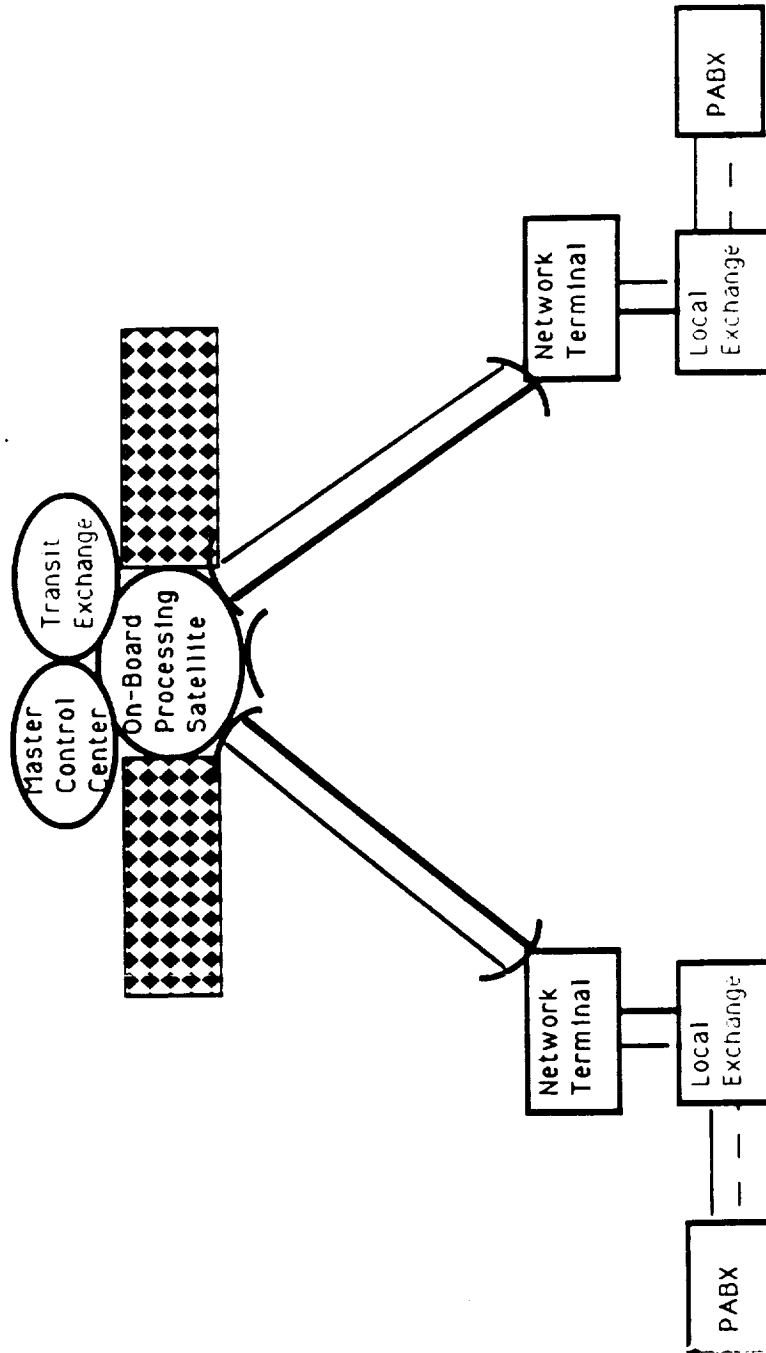 Master
Control
Center
Transit
Exchange
On-Board
Processing
Satellite
Network
Terminal
Network
Terminal
PABX
Local
Exchange
Local
Exchange
PABX